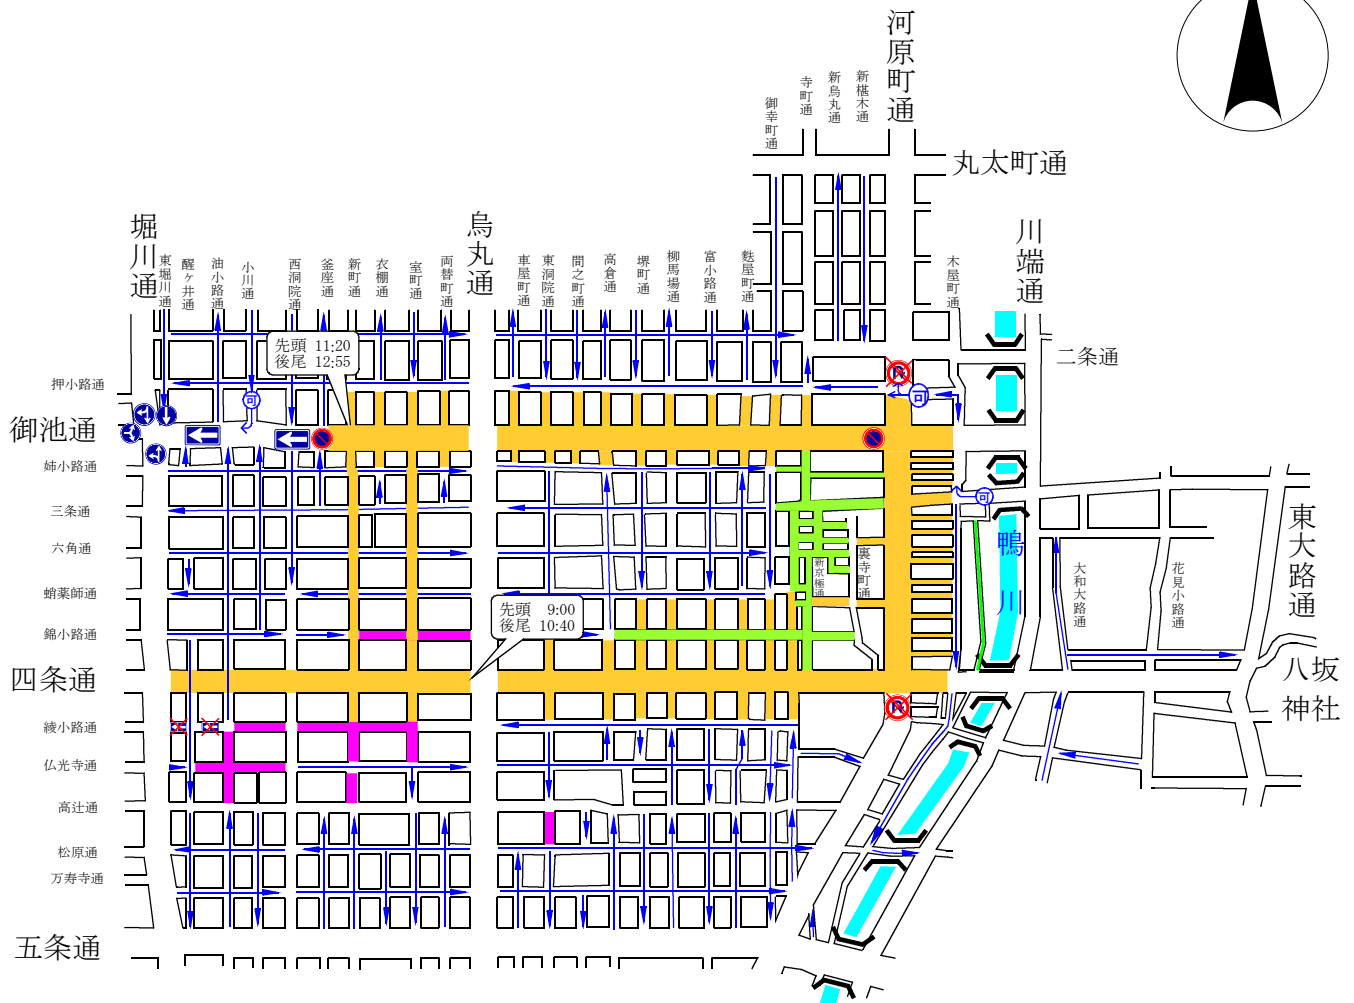 河原町通
新椹木通
新烏丸通
寺町通
御幸町通
丸太町通
堀川通
東堀川通
醒ヶ井通
油小路通
小川通
西洞院通
釜座通
新町通
衣棚通
室町通
両替町通
烏丸通
車屋町通
東洞院通
間之町通
高倉通
堺町通
柳馬場通
富小路通
麩屋町通
木屋町通
川端通
二条通
先頭 11:20
後尾 12:55
押小路通
可
可
御池通
姉小路通
三条通
可
六角通
蛸薬師通
錦小路通
四条通
綾小路通
仏光寺通
高辻通
松原通
万寿寺通
五条通
先頭 9:00
後尾 10:40
新京極通
裏寺町通
鴨川
大和大路通
花見小路通
東大路通
八坂
神社